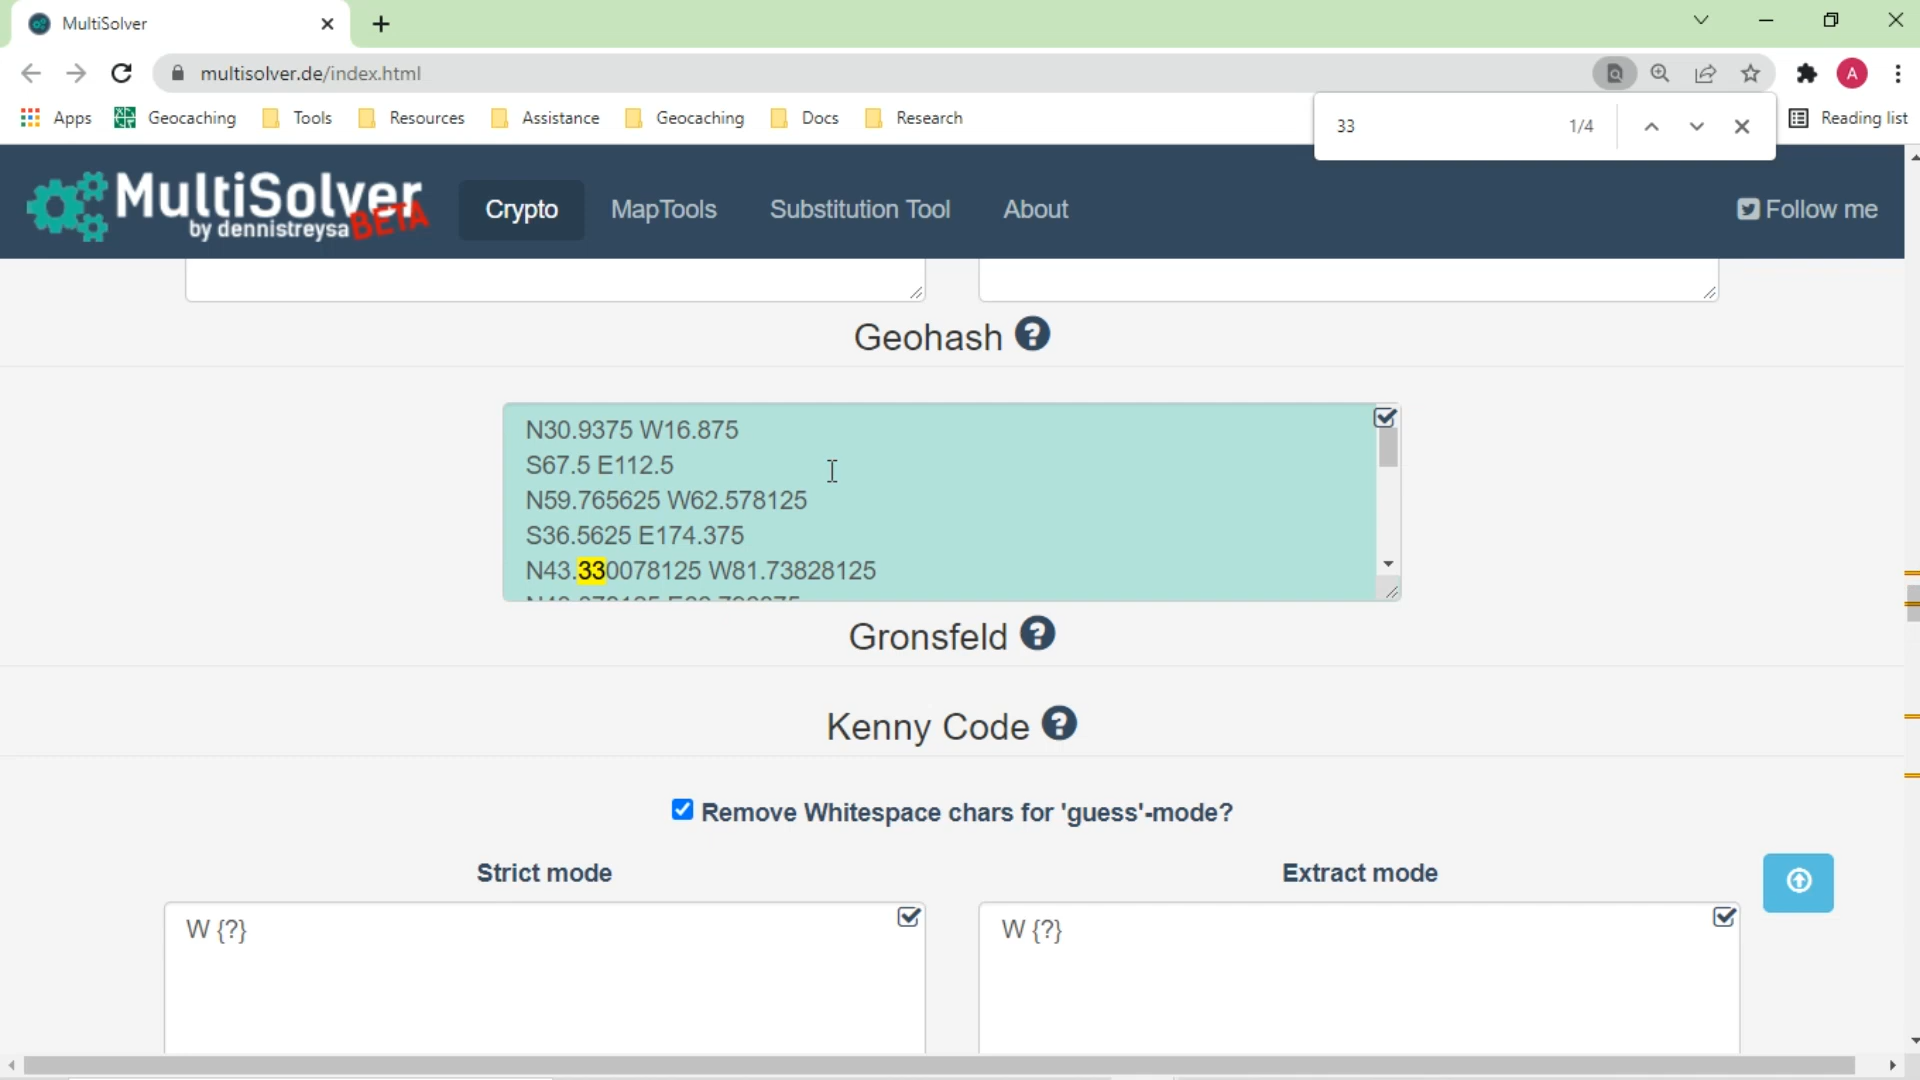 MultiSolver
multisolver.de/index.html
Apps Geocaching Tools Resources Assistance Geocaching Docs Research
33 1/4
A
Reading list
MultiSolver BETA
by dennistreysa
Crypto MapTools Substitution Tool About Follow me
Geohash ?
N30.9375 W16.875
S67.5 E112.5
N59.765625 W62.578125
S36.5625 E174.375
N43.330078125 W81.73828125
Gronsfeld ?
Kenny Code ?
Remove Whitespace chars for 'guess'-mode?
Strict mode Extract mode
W {?} W {?}